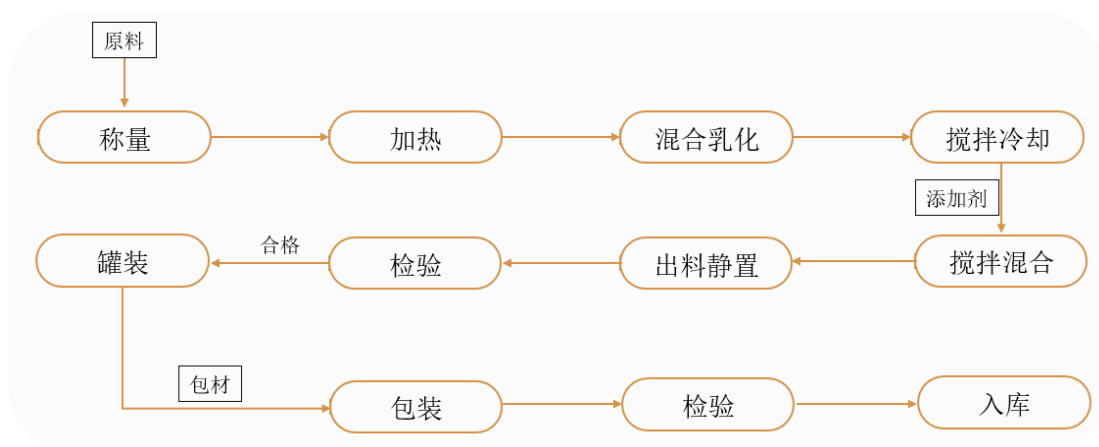 原料
称量
加热
混合乳化
搅拌冷却
添加剂
搅拌混合
出料静置
检验
合格
罐装
包材
包装
检验
入库